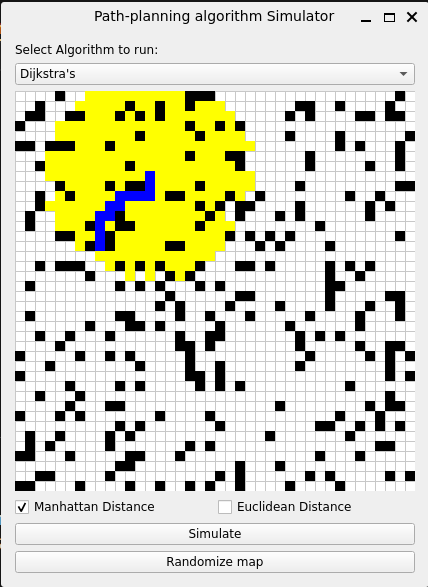 Path-planning algorithm Simulator
Select Algorithm to run:
Dijkstra's
Manhattan Distance Euclidean Distance
Simulate
Randomize map